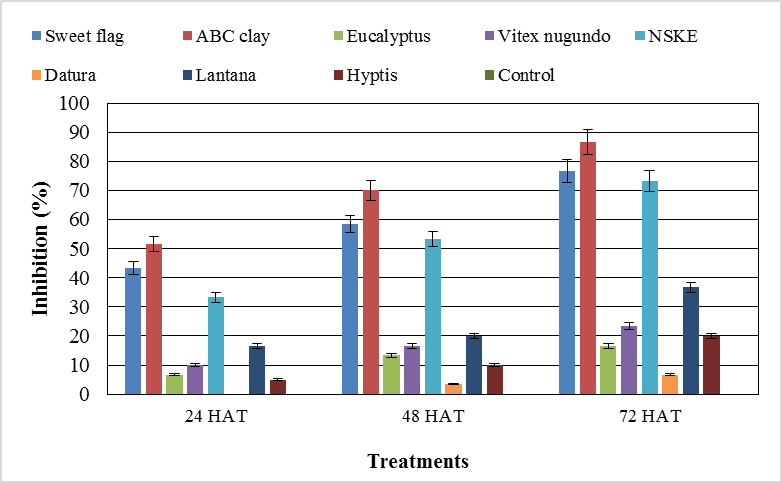 Sweet flag ABC clay Eucalyptus Vitex nugundo NSKE
Datura Lantana Hyptis Control
100
90
80
70
60
50
40
30
20
10
0
Inhibition (%)
24 HAT 48 HAT 72 HAT
Treatments